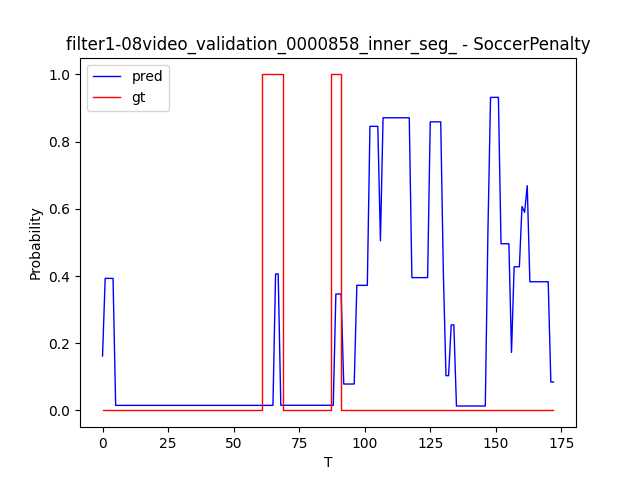 filter1-08video_validation_0000858_inner_seg_ - SoccerPenalty
pred
gt
1.0
0.8
0.6
0.4
0.2
0.0
Probability
0
25
50
75
100
125
150
175
T